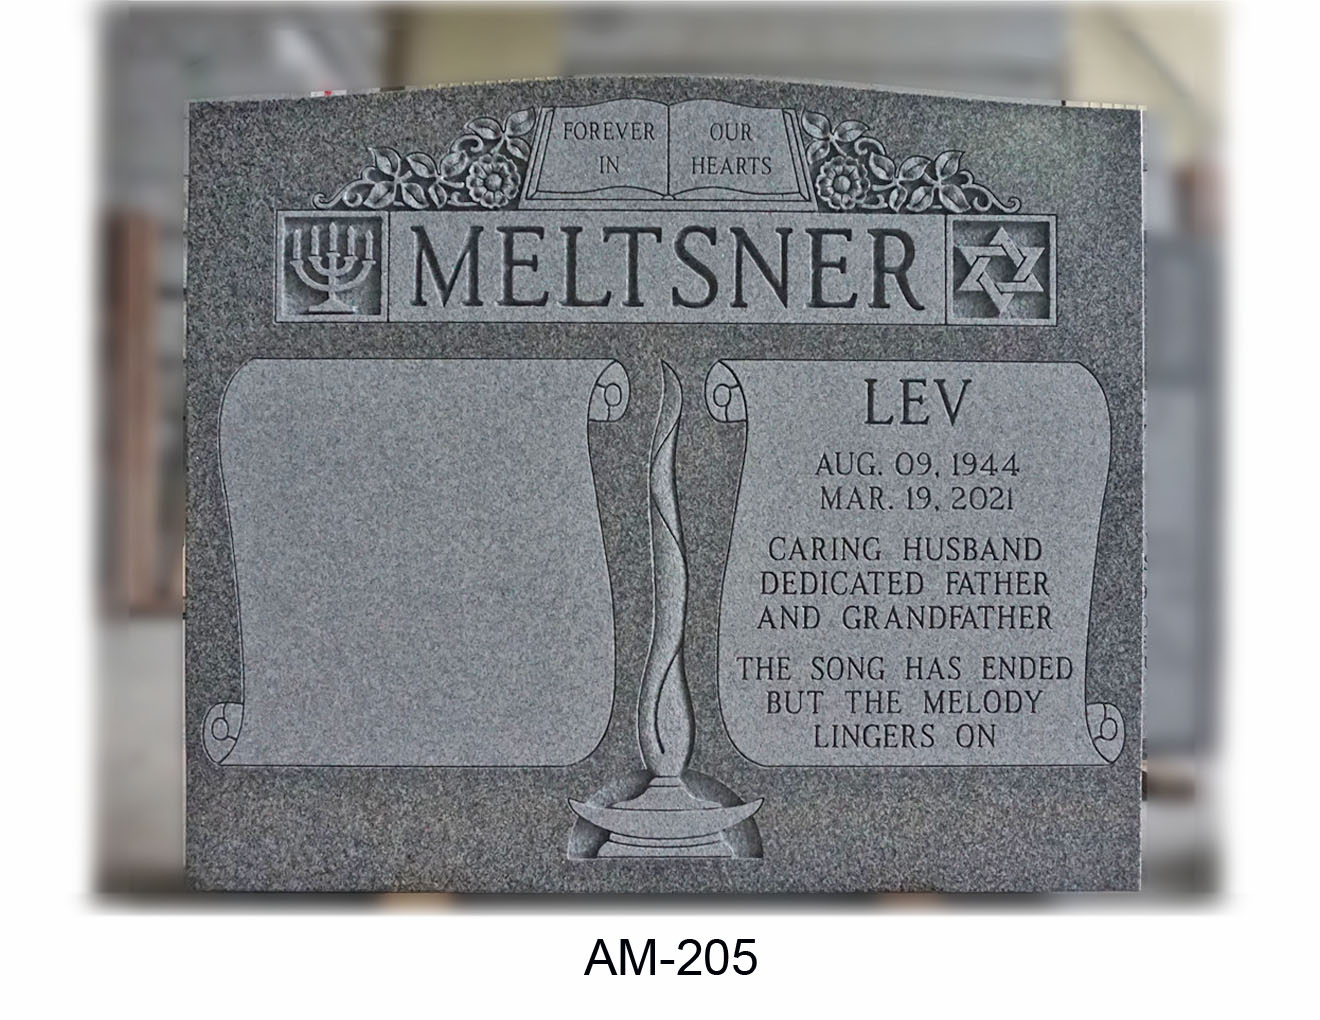 FOREVER
IN
OUR
HEARTS
MELTSNER
LEV
AUG. 09, 1944
MAR. 19, 2021
CARING HUSBAND
DEDICATED FATHER
AND GRANDFATHER
THE SONG HAS ENDED
BUT THE MELODY
LINGERS ON
AM-205